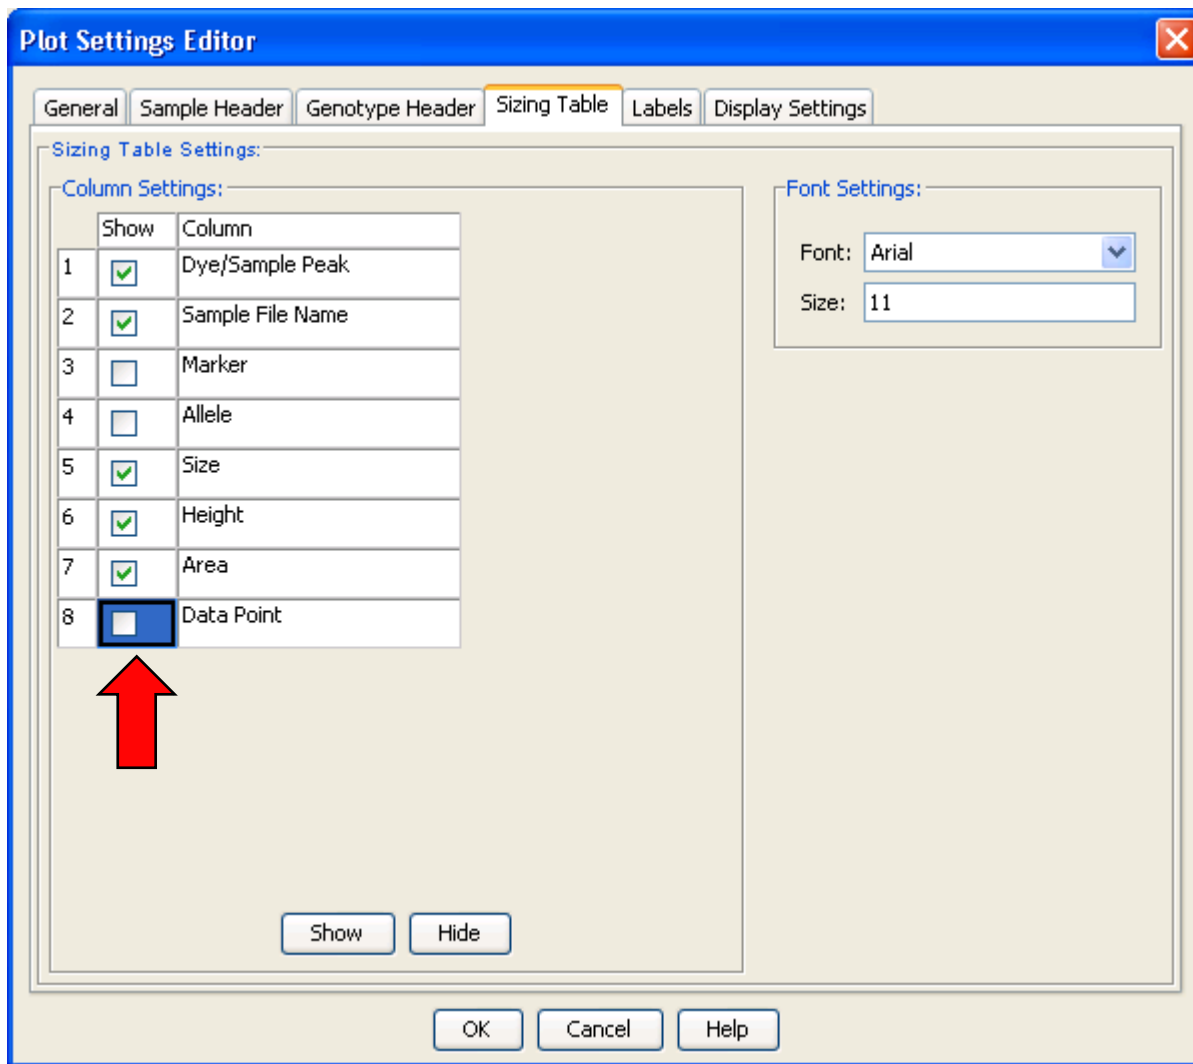 Plot Settings Editor
General Sample Header Genotype Header Sizing Table Labels Display Settings
Sizing Table Settings:
Column Settings:
Show Column
1 Dye/Sample Peak
2 Sample File Name
3 Marker
4 Allele
5 Size
6 Height
7 Area
8 Data Point
Show Hide
Font Settings:
Font: Arial
Size: 11
OK Cancel Help